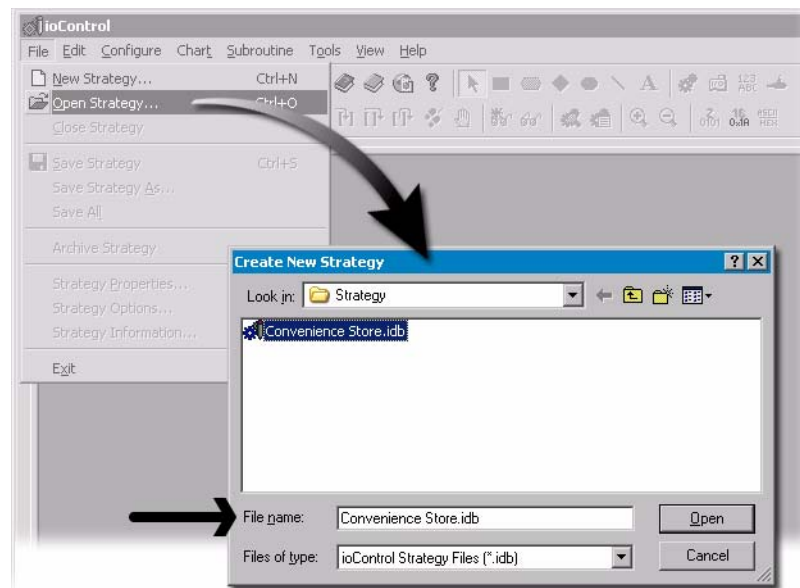 ioControl
File Edit Configure Chart Subroutine Tools View Help
New Strategy... Ctrl+N
Open Strategy... Ctrl+O
Close Strategy
Save Strategy Ctrl+S
Save Strategy As...
Save All
Archive Strategy
Strategy Properties...
Strategy Options...
Strategy Information...
Exit
Create New Strategy
Look in: Strategy
Convenience Store.idb
File name: Convenience Store.idb Open
Files of type: ioControl Strategy Files (*.idb) Cancel